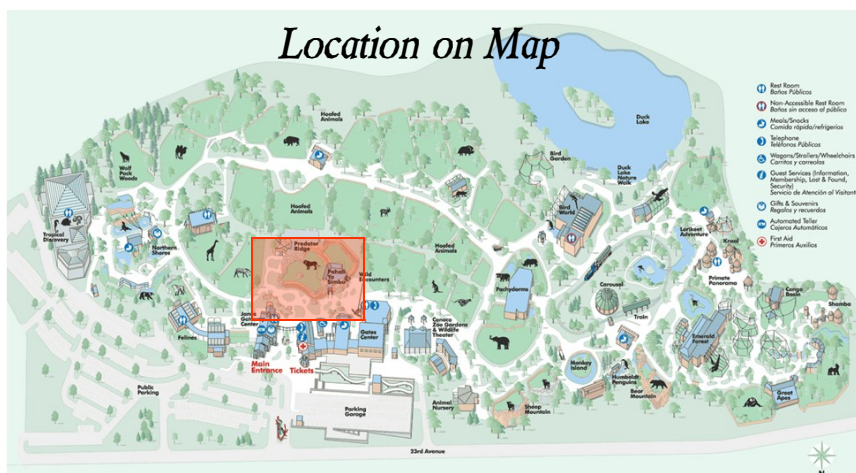 Location on Map
Duck
Lake
Hoofed
Animals
Wolf
Pack
Woods
Bird
Garden
Duck
Lake
Nature
Walk
Tropical
Discovery
Northern
Shores
Hoofed
Animals
Bird
World
Lorikeet
Adventure
Kraal
Predator
Ridge
Pahali
Ya
Simba
Wild
Encounters
Hoofed
Animals
Pachyderms
Carousel
Primate
Panorama
Congo
Basin
Shamba
Train
Emerald
Forest
Felines
Center
Gates
Center
Conoco
Zoo Gardens
& Wildlife
Theater
Main
Entrance
Tickets
Monkey
Island
Humboldt
Penguins
Bear
Mountain
Great
Apes
Public
Parking
Parking
Garage
Animal
Nursery
Sheep
Mountain
23rd Avenue
N
Rest Room
Baños Públicos
Non-Accessible Rest Room
Baños sin acceso al público
Meals/Snacks
Comida rápida/refrigerios
Telephone
Teléfonos Públicos
Wagons/Strollers/Wheelchairs
Carritos y carreolas
Guest Services (Information,
Membership, Lost & Found,
Security)
Servicio de Atención al Visitante
Gifts & Souvenirs
Regalos y recuerdos
Automated Teller
Cajeros Automáticos
First Aid
Primeros Auxilios